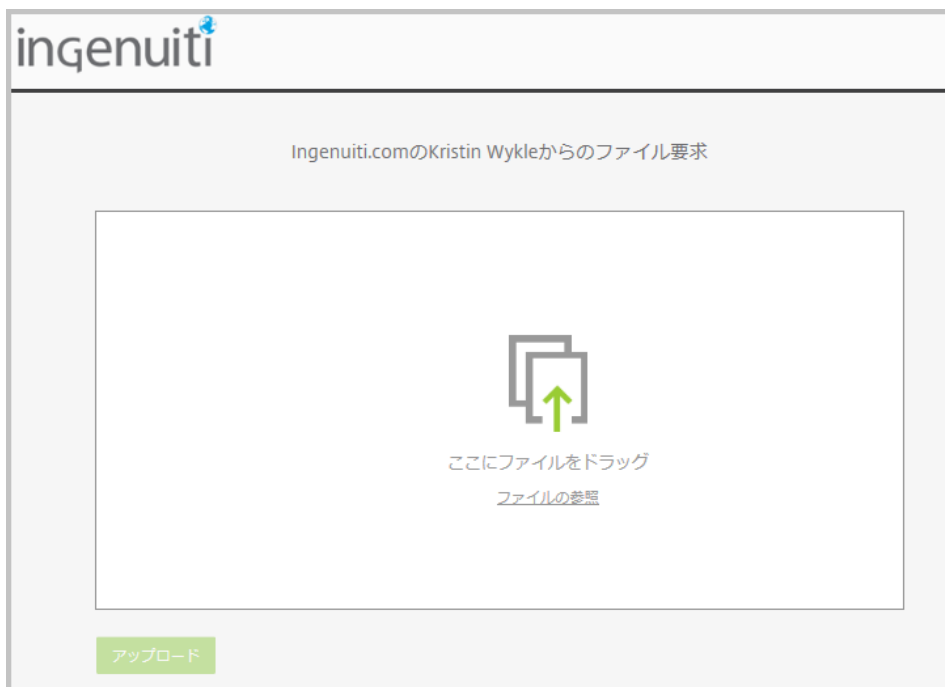 ingenuiti
Ingenuiti.comのKristin Wykleからのファイル要求
ここにファイルをドラッグ
ファイルの参照
アップロード